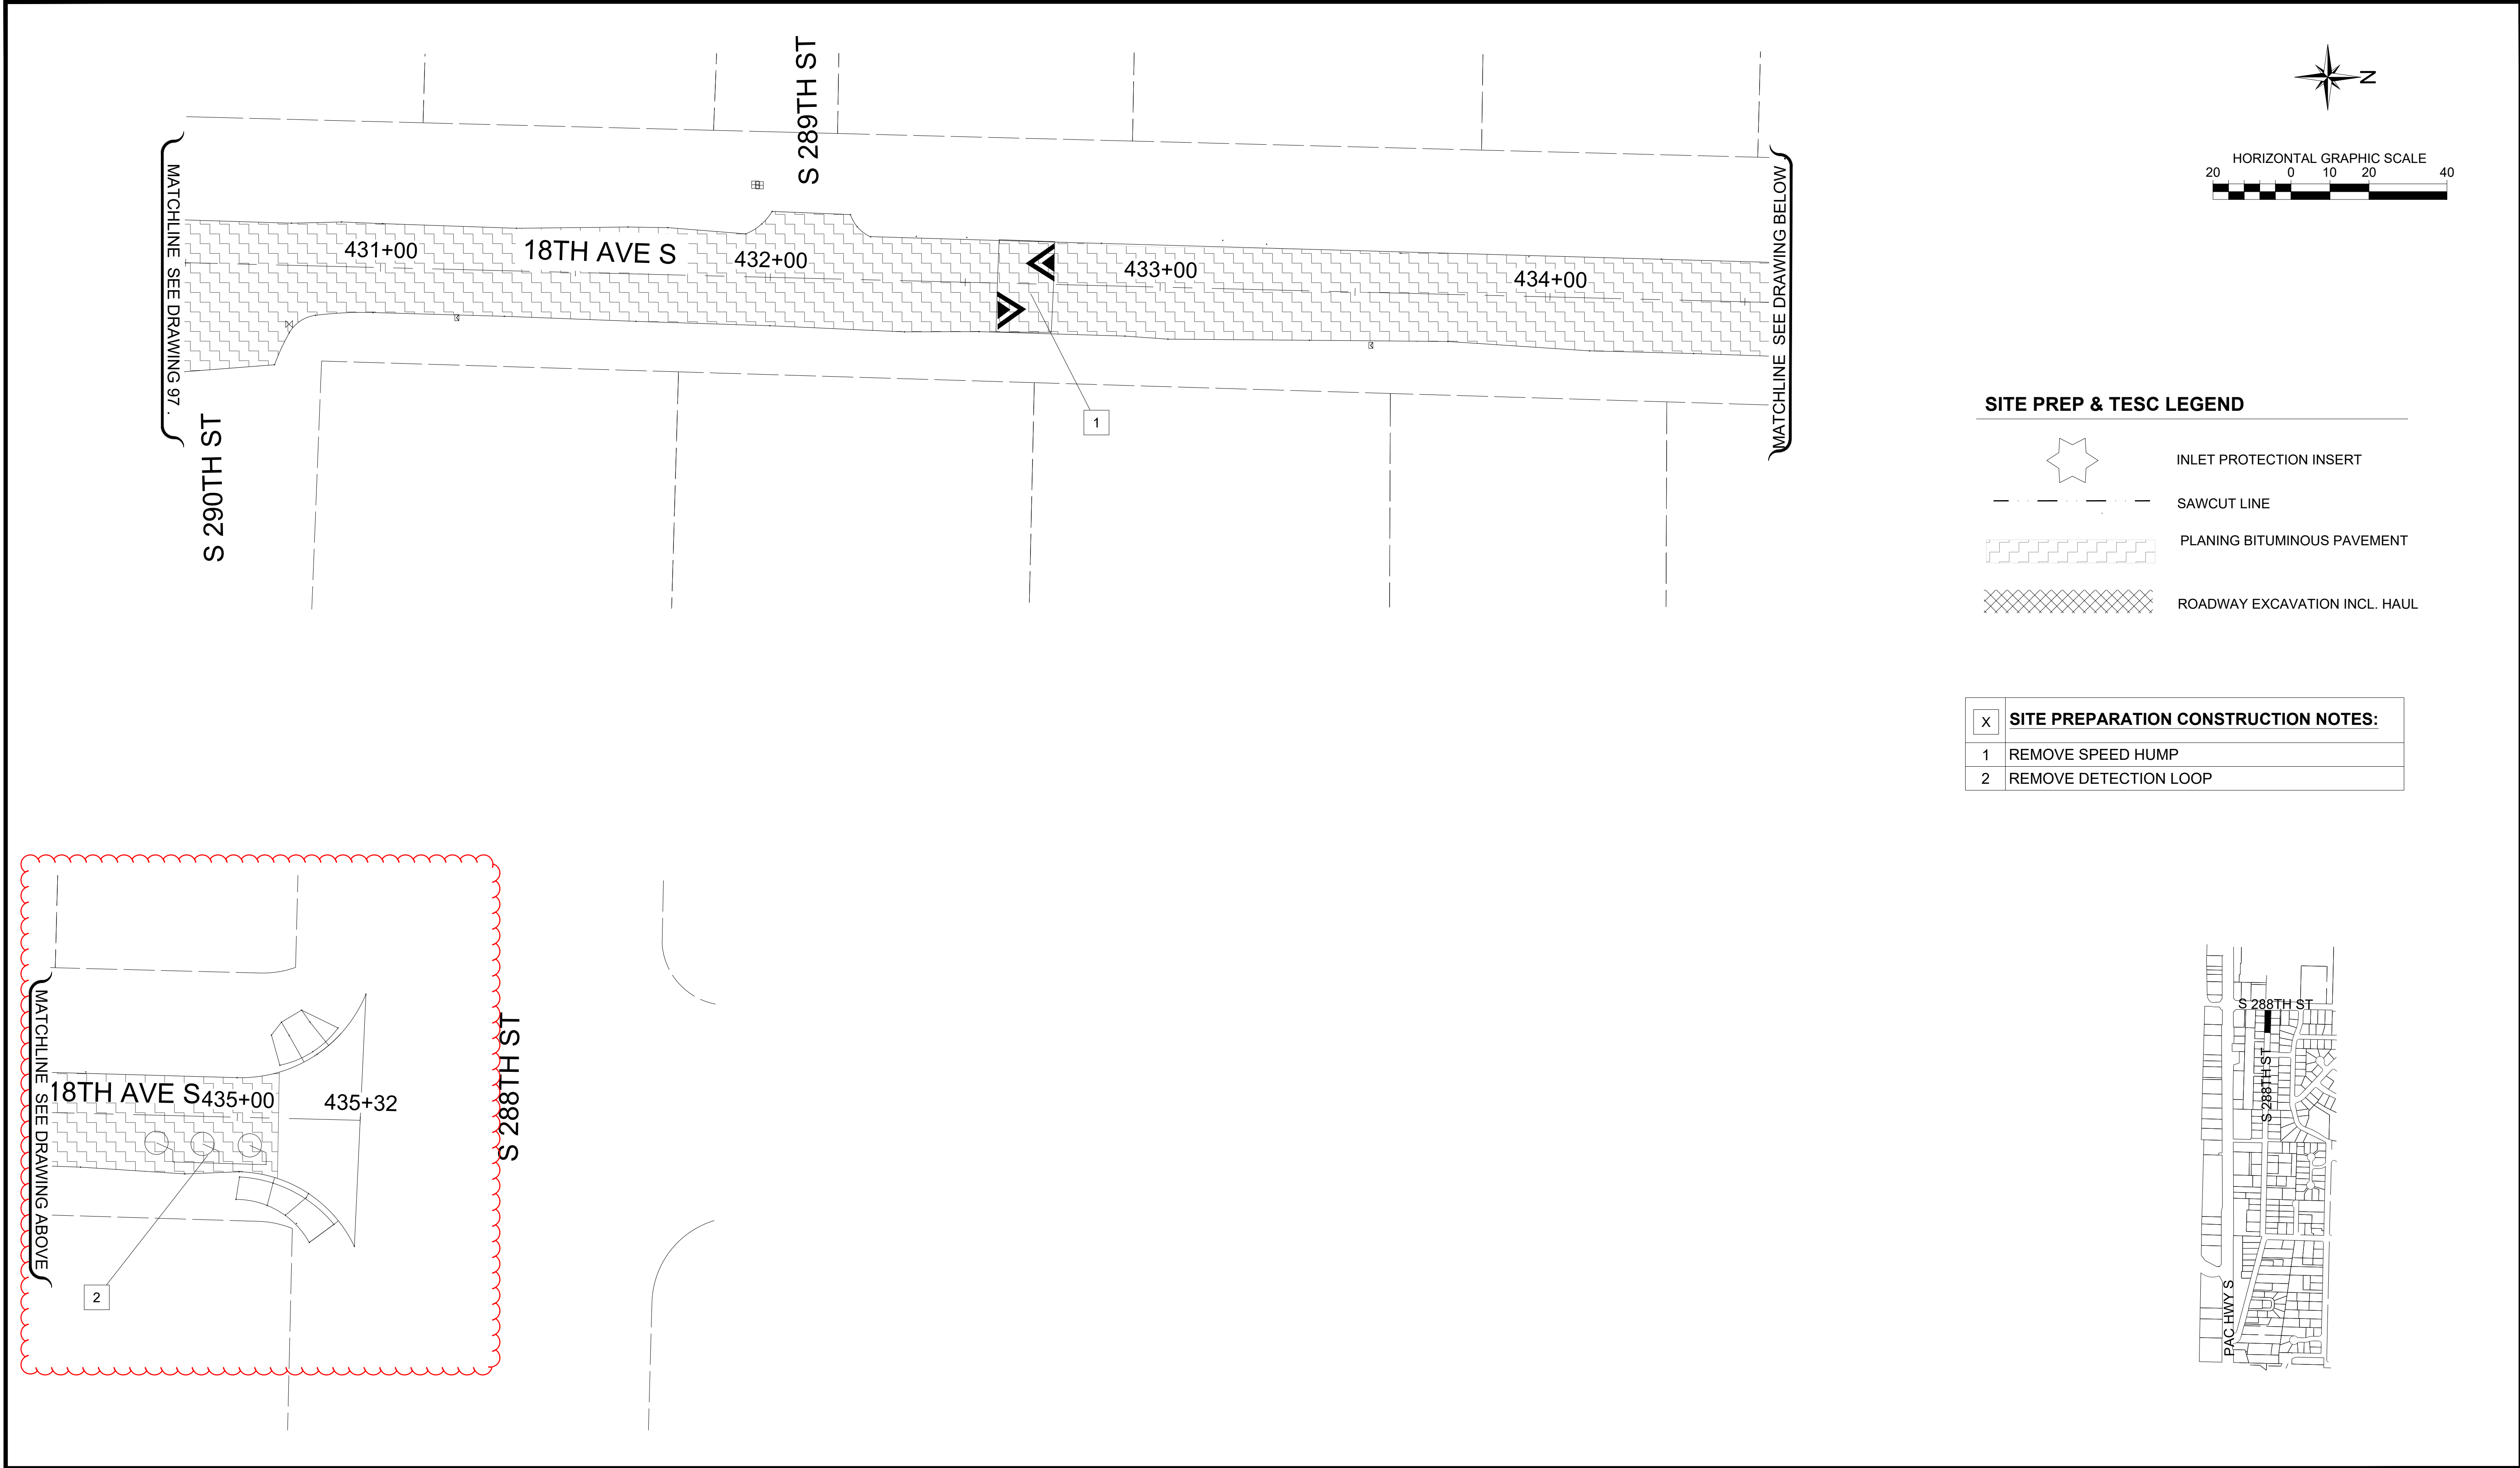 S 289TH ST
N
HORIZONTAL GRAPHIC SCALE
20 0 10 20 40
MATCHLINE SEE DRAWING 97 .
431+00
18TH AVE S
432+00
433+00
434+00
MATCHLINE SEE DRAWING BELOW .
1
S 290TH ST
SITE PREP & TESC LEGEND
INLET PROTECTION INSERT
SAWCUT LINE
PLANING BITUMINOUS PAVEMENT
ROADWAY EXCAVATION INCL. HAUL
X SITE PREPARATION CONSTRUCTION NOTES:
1 REMOVE SPEED HUMP
2 REMOVE DETECTION LOOP
MATCHLINE SEE DRAWING ABOVE
18TH AVE S
435+00
435+32
S 288TH ST
2
S 288TH ST
S 288TH ST
PAC HWY S